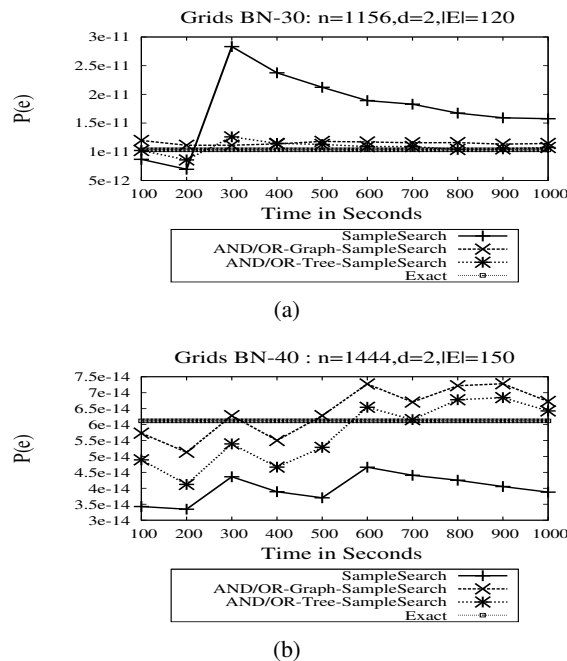 Grids BN-30: n=1156,d=2,|E|=120
P(e)
3e-11
2.5e-11
2e-11
1.5e-11
1e-11
5e-12
100 200 300 400 500 600 700 800 900 1000
Time in Seconds
SampleSearch
AND/OR-Graph-SampleSearch
AND/OR-Tree-SampleSearch
Exact
(a)
Grids BN-40 : n=1444,d=2,|E|=150
P(e)
7.5e-14
7e-14
6.5e-14
6e-14
5.5e-14
5e-14
4.5e-14
4e-14
3.5e-14
3e-14
100 200 300 400 500 600 700 800 900 1000
Time in Seconds
SampleSearch
AND/OR-Graph-SampleSearch
AND/OR-Tree-SampleSearch
Exact
(b)